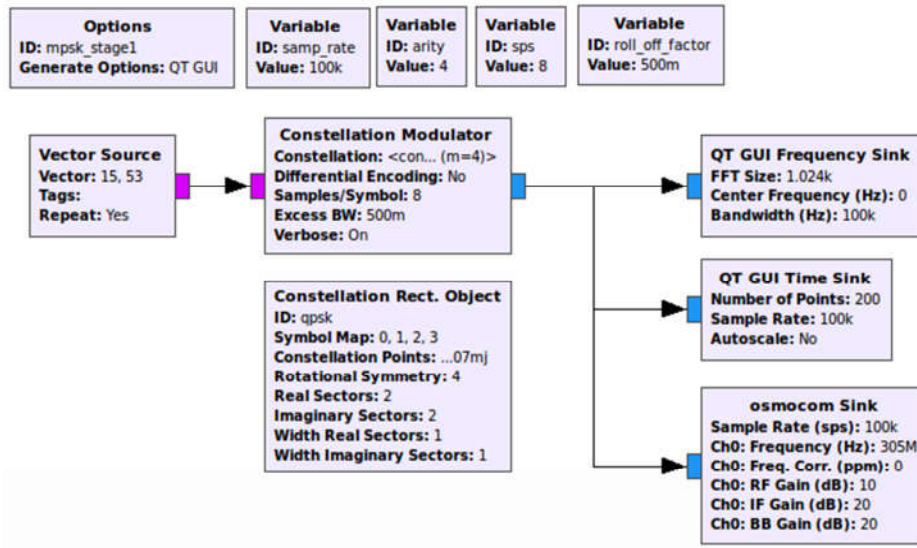 Options
ID: mpsk_stage1
Generate Options: QT GUI
Variable
ID: samp_rate
Value: 100k
Variable
ID: arity
Value: 4
Variable
ID: sps
Value: 8
Variable
ID: roll_off_factor
Value: 500m
Vector Source
Vector: 15, 53
Tags:
Repeat: Yes
Constellation Modulator
Constellation: <con... (m=4)>
Differential Encoding: No
Samples/Symbol: 8
Excess BW: 500m
Verbose: On
Constellation Rect. Object
ID: qpsk
Symbol Map: 0, 1, 2, 3
Constellation Points: ...07mj
Rotational Symmetry: 4
Real Sectors: 2
Imaginary Sectors: 2
Width Real Sectors: 1
Width Imaginary Sectors: 1
QT GUI Frequency Sink
FFT Size: 1.024k
Center Frequency (Hz): 0
Bandwidth (Hz): 100k
QT GUI Time Sink
Number of Points: 200
Sample Rate: 100k
Autoscale: No
osmocom Sink
Sample Rate (sps): 100k
Ch0: Frequency (Hz): 305M
Ch0: Freq. Corr. (ppm): 0
Ch0: RF Gain (dB): 10
Ch0: IF Gain (dB): 20
Ch0: BB Gain (dB): 20